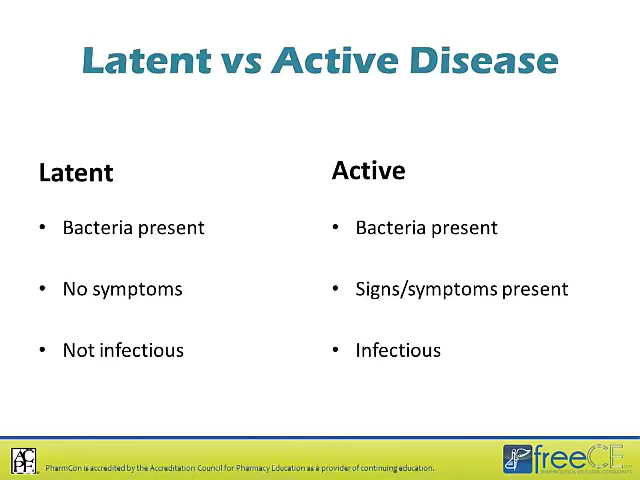 Latent vs Active Disease
Latent
• Bacteria present
• No symptoms
• Not infectious
Active
• Bacteria present
• Signs/symptoms present
• Infectious
PharmCon is accredited by the Accreditation Council for Pharmacy Education as a provider of continuing education.
freeCE